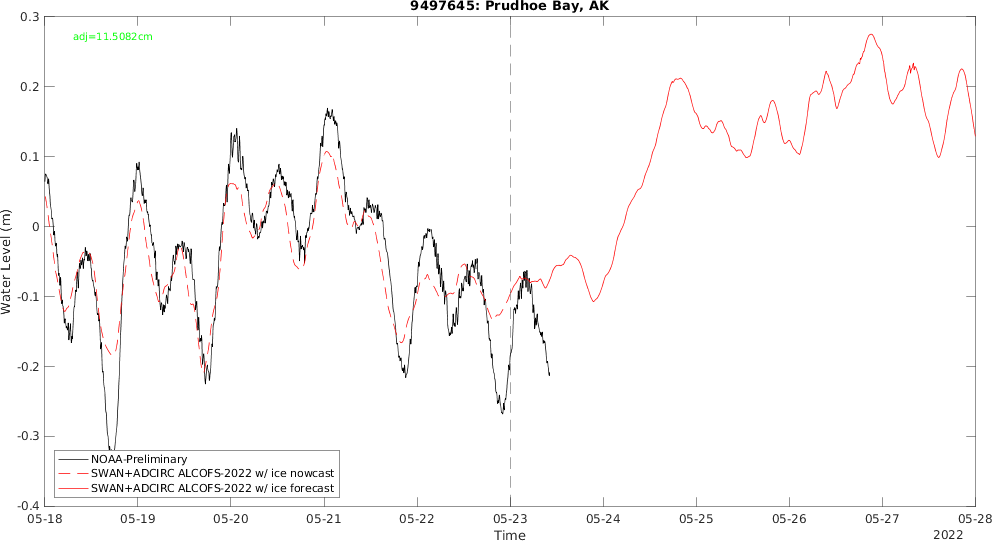 9497645: Prudhoe Bay, AK
adj=11.5082cm
Water Level (m)
0.3
0.2
0.1
0
-0.1
-0.2
-0.3
-0.4
NOAA-Preliminary
SWAN+ADCIRC ALCOFS-2022 w/ ice nowcast
SWAN+ADCIRC ALCOFS-2022 w/ ice forecast
05-18 05-19 05-20 05-21 05-22 05-23 05-24 05-25 05-26 05-27 05-28
Time
2022